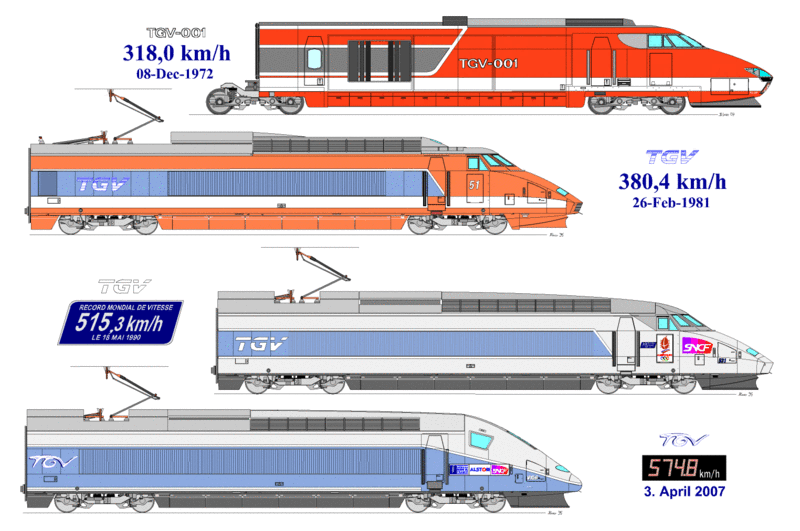 TGV-001
318,0 km/h
08-Dec-1972
TGV-001
TGV
51
TGV
380,4 km/h
26-Feb-1981
TGV
RECORD MONDIAL DE VITESSE
515,3 km/h
LE 18 MAI 1990
TGV
SNCF
TGV
ALSTOM
SNCF
TGV
574.8 km/h
3. April 2007